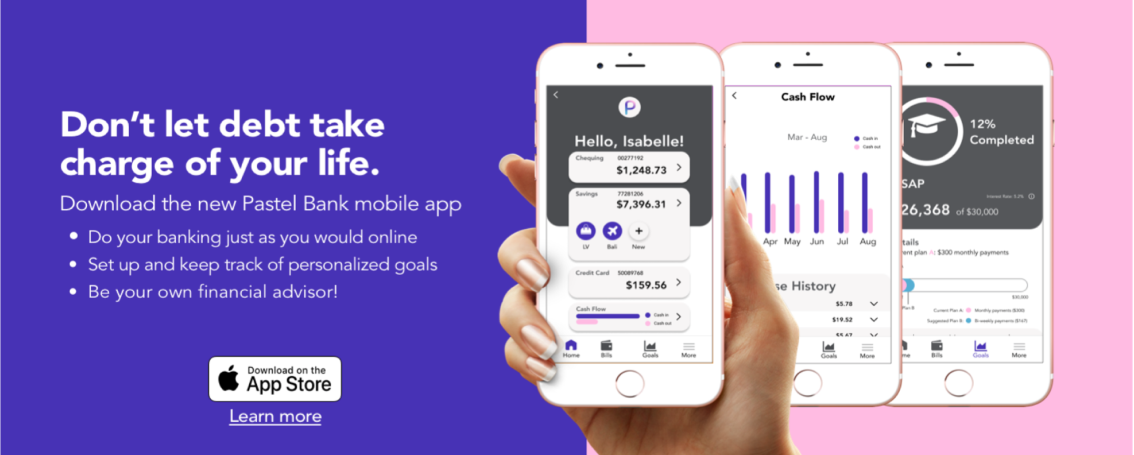 Don't let debt take
charge of your life.
Download the new Pastel Bank mobile app
• Do your banking just as you would online
• Set up and keep track of personalized goals
• Be your own financial advisor!
Download on the
App Store
Learn more
P
Hello, Isabelle!
Chequing 00277192
$1,248.73
Savings 77281206
$7,396.31
+
LV Bali New
Credit Card 50089768
$159.56
Cash Flow
Cash in
Cash out
Home Bills Goals More
Cash Flow
Mar - Aug
Cash in
Cash out
Apr May Jun Jul Aug
se History
$5.78
$19.52
$5.67
Goals More
12%
Completed
SAP
26,368 of $30,000
tails
ent plan $300 monthly payments
Plan B
$30,000
Current Plan A: Monthly payments ($300)
Suggested Plan B: Bi-weekly payments ($167)
me Bills Goals More